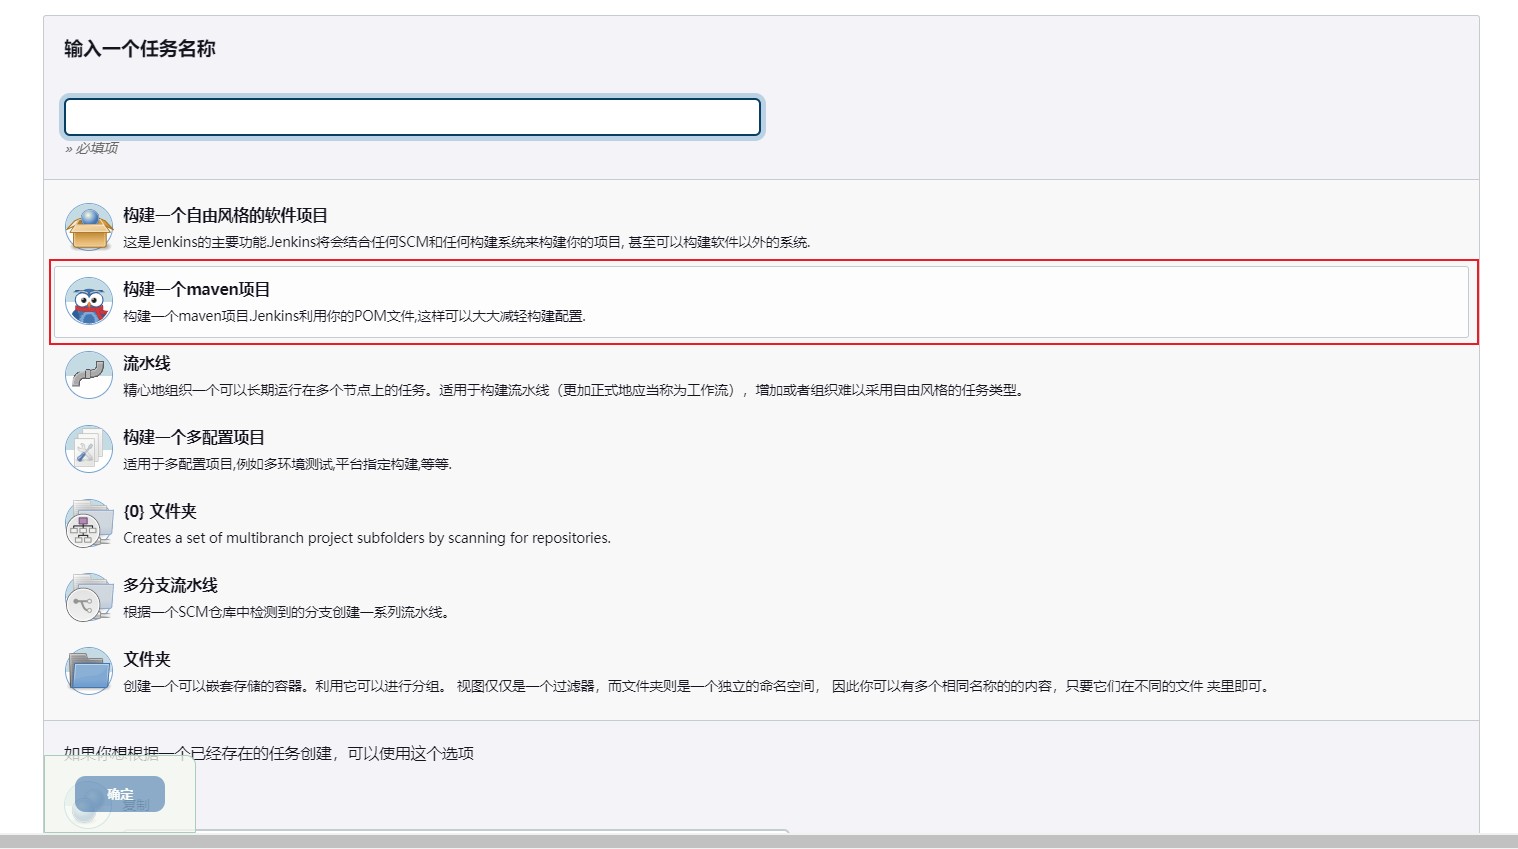 输入一个任务名称
» 必填项
构建一个自由风格的软件项目
这是Jenkins的主要功能.Jenkins将会结合任何SCM和任何构建系统来构建你的项目, 甚至可以构建软件以外的系统.
构建一个maven项目
构建一个maven项目.Jenkins利用你的POM文件,这样可以大大减轻构建配置.
流水线
精心地组织一个可以长期运行在多个节点上的任务。适用于构建流水线（更加正式地应当称为工作流），增加或者组织难以采用自由风格的任务类型。
构建一个多配置项目
适用于多配置项目,例如多环境测试,平台指定构建,等等.
{0} 文件夹
Creates a set of multibranch project subfolders by scanning for repositories.
多分支流水线
根据一个SCM仓库中检测到的分支创建一系列流水线。
文件夹
创建一个可以嵌套存储的容器。利用它可以进行分组。 视图仅仅是一个过滤器，而文件夹则是一个独立的命名空间， 因此你可以有多个相同名称的的内容，只要它们在不同的文件 夹里即可。
如果你想根据一个已经存在的任务创建，可以使用这个选项
确定
复制